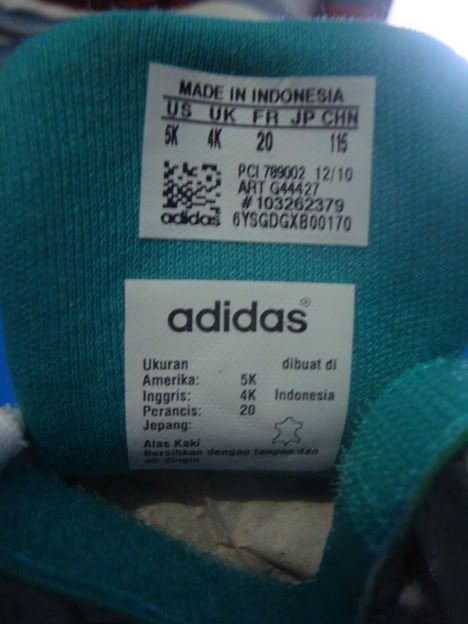 MADE IN INDONESIA
US UK FR JP CHN
5K 4K 20 115
PCI 789002 12/10
ART G44427
# 103262379
adidas 6YSGDGXB00170
adidas®
Ukuran dibuat di
Amerika: 5K
Inggris: 4K Indonesia
Perancis: 20
Jepang:
Alas Kaki
Bersihkan dengan tangan dan
air dingin